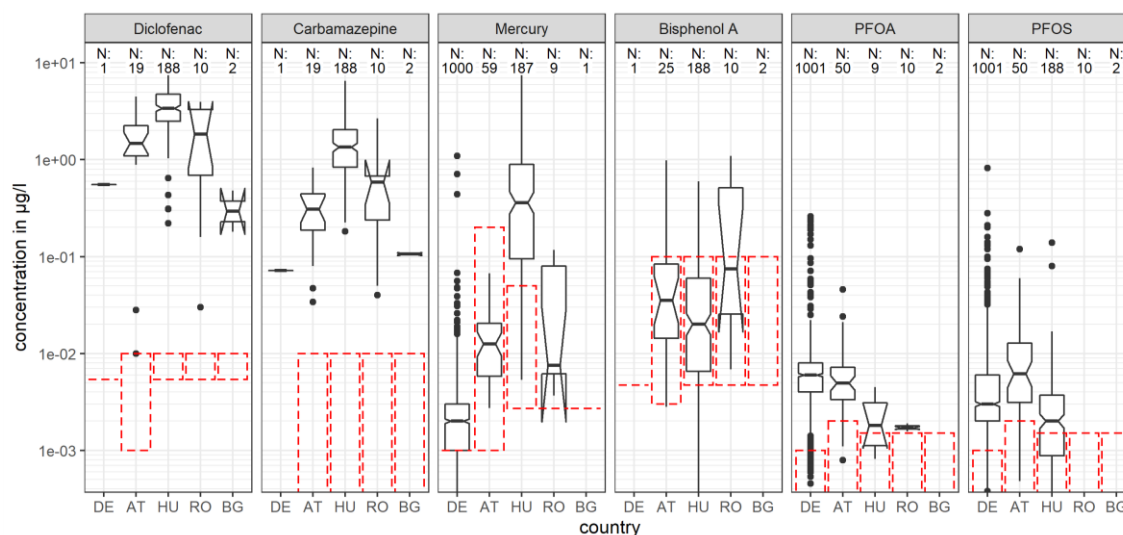 Diclofenac Carbamazepine Mercury Bisphenol A PFOA PFOS
N: N: N: N: N: N: N: N: N: N: N: N: N: N: N: N: N: N: N: N: N: N: N: N: N: N: N: N: N: N:
1 19 188 10 2 1 19 188 10 2 1000 59 187 9 1 1 25 188 10 2 1001 50 9 10 2 1001 50 188 10 2
1e+01
1e+00
1e-01
1e-02
1e-03
concentration in µg/l
DE AT HU RO BG DE AT HU RO BG DE AT HU RO BG DE AT HU RO BG DE AT HU RO BG DE AT HU RO BG
country